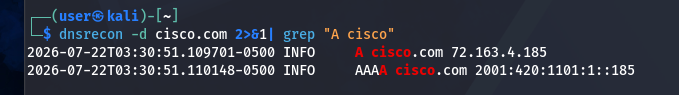 (user㉿kali)-[~]
$ dnsrecon -d cisco.com 2>&1| grep "A cisco"
2026-07-22T03:30:51.109701-0500 INFO     A cisco.com 72.163.4.185
2026-07-22T03:30:51.110148-0500 INFO     AAAA cisco.com 2001:420:1101:1::185